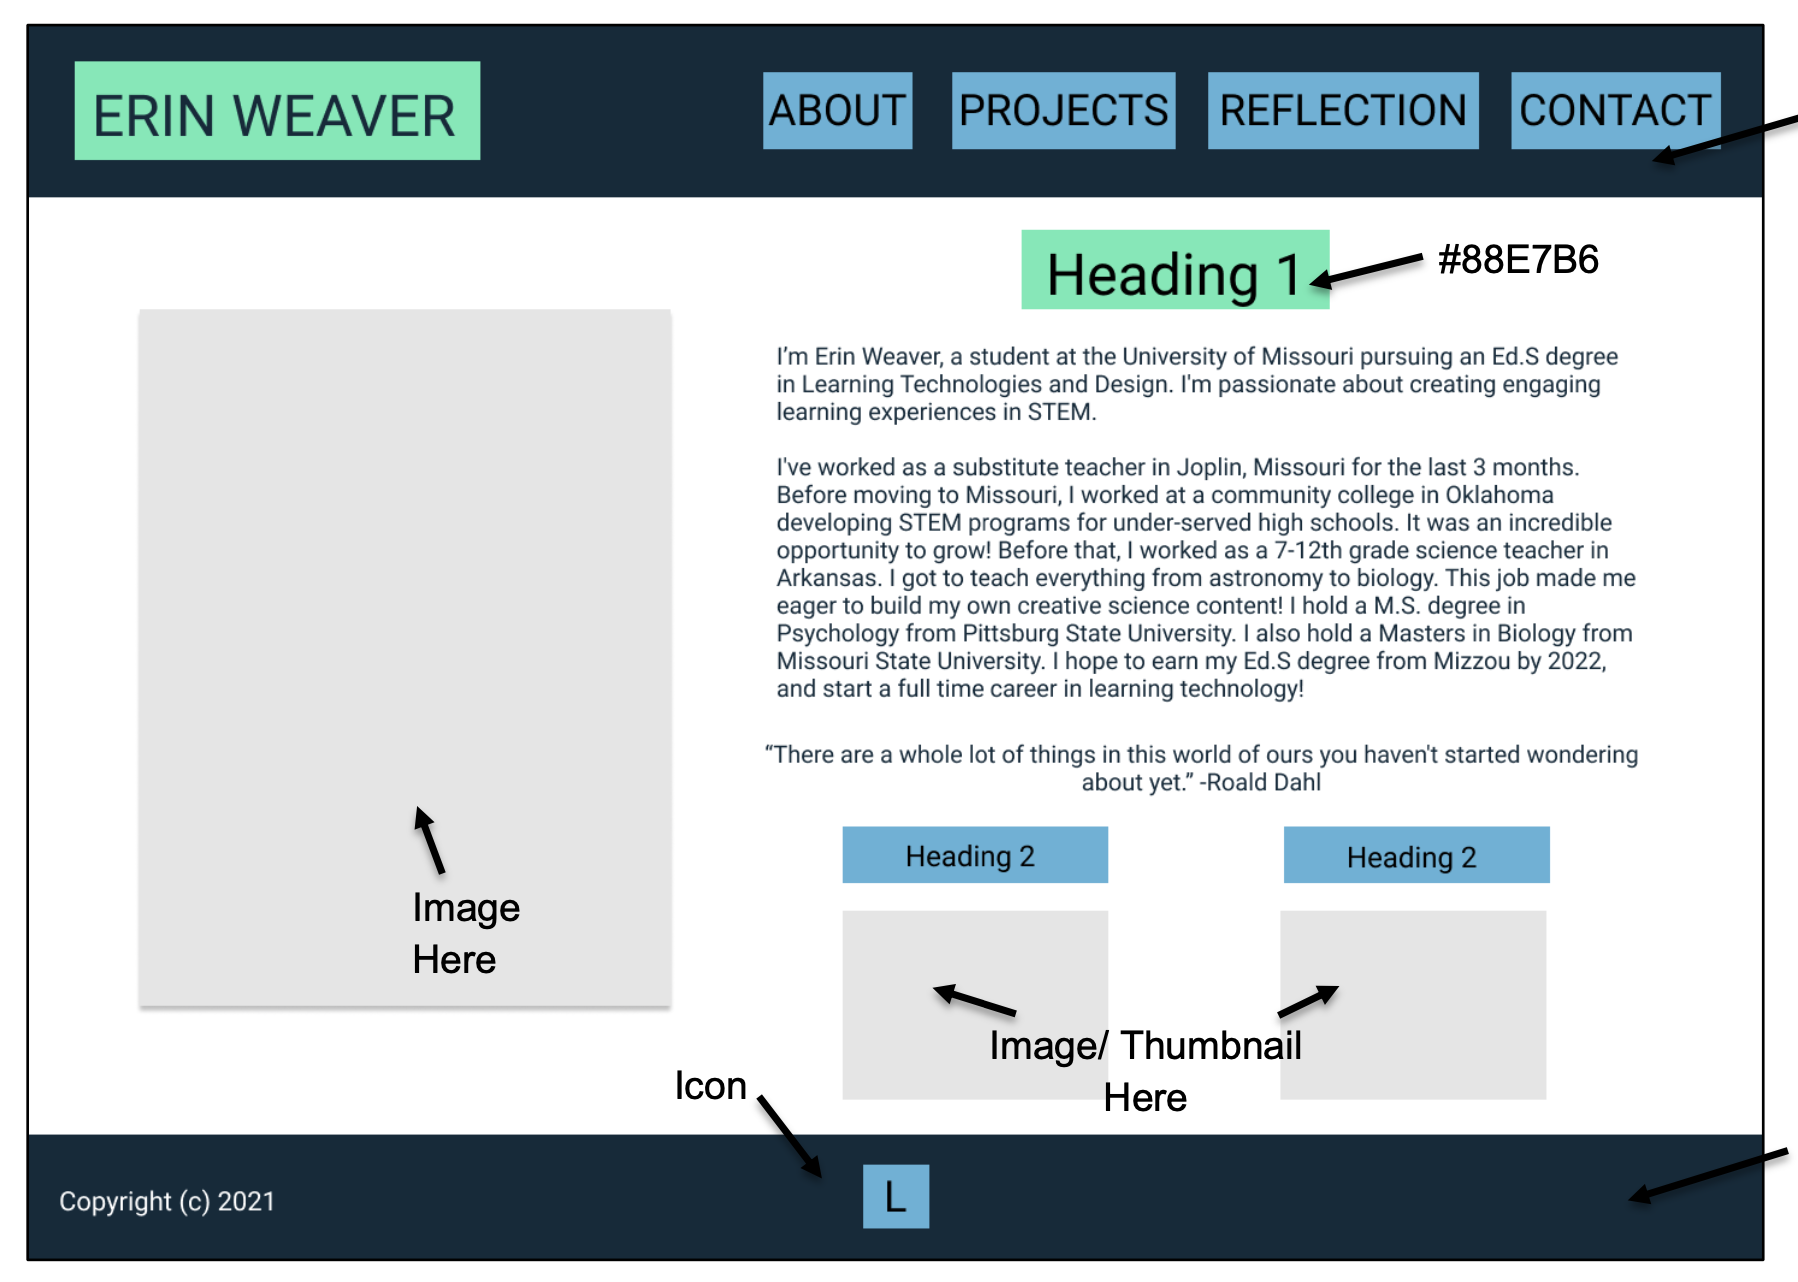 ERIN WEAVER
ABOUT
PROJECTS
REFLECTION
CONTACT
Heading 1
#88E7B6
I’m Erin Weaver, a student at the University of Missouri pursuing an Ed.S degree
in Learning Technologies and Design. I'm passionate about creating engaging
learning experiences in STEM.
I've worked as a substitute teacher in Joplin, Missouri for the last 3 months.
Before moving to Missouri, I worked at a community college in Oklahoma
developing STEM programs for under-served high schools. It was an incredible
opportunity to grow! Before that, I worked as a 7-12th grade science teacher in
Arkansas. I got to teach everything from astronomy to biology. This job made me
eager to build my own creative science content! I hold a M.S. degree in
Psychology from Pittsburg State University. I also hold a Masters in Biology from
Missouri State University. I hope to earn my Ed.S degree from Mizzou by 2022,
and start a full time career in learning technology!
“There are a whole lot of things in this world of ours you haven't started wondering
about yet.” -Roald Dahl
Image
Here
Heading 2
Heading 2
Image/ Thumbnail
Here
Icon
Copyright (c) 2021
L